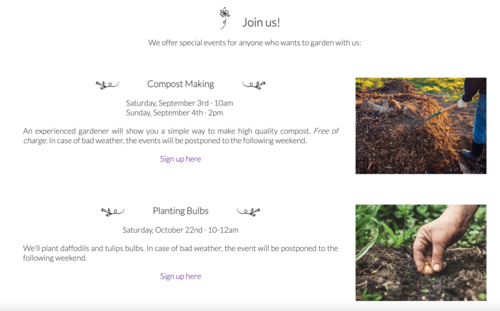 Join us!
We offer special events for anyone who wants to garden with us:
Compost Making
Saturday, September 3rd - 10am
Sunday, September 4th - 2pm
An experienced gardener will show you a simple way to make high quality compost. Free of
charge. In case of bad weather, the events will be postponed to the following weekend.
Sign up here
Planting Bulbs
Saturday, October 22nd - 10-12am
We'll plant daffodils and tulips bulbs. In case of bad weather, the event will be postponed to the
following weekend.
Sign up here